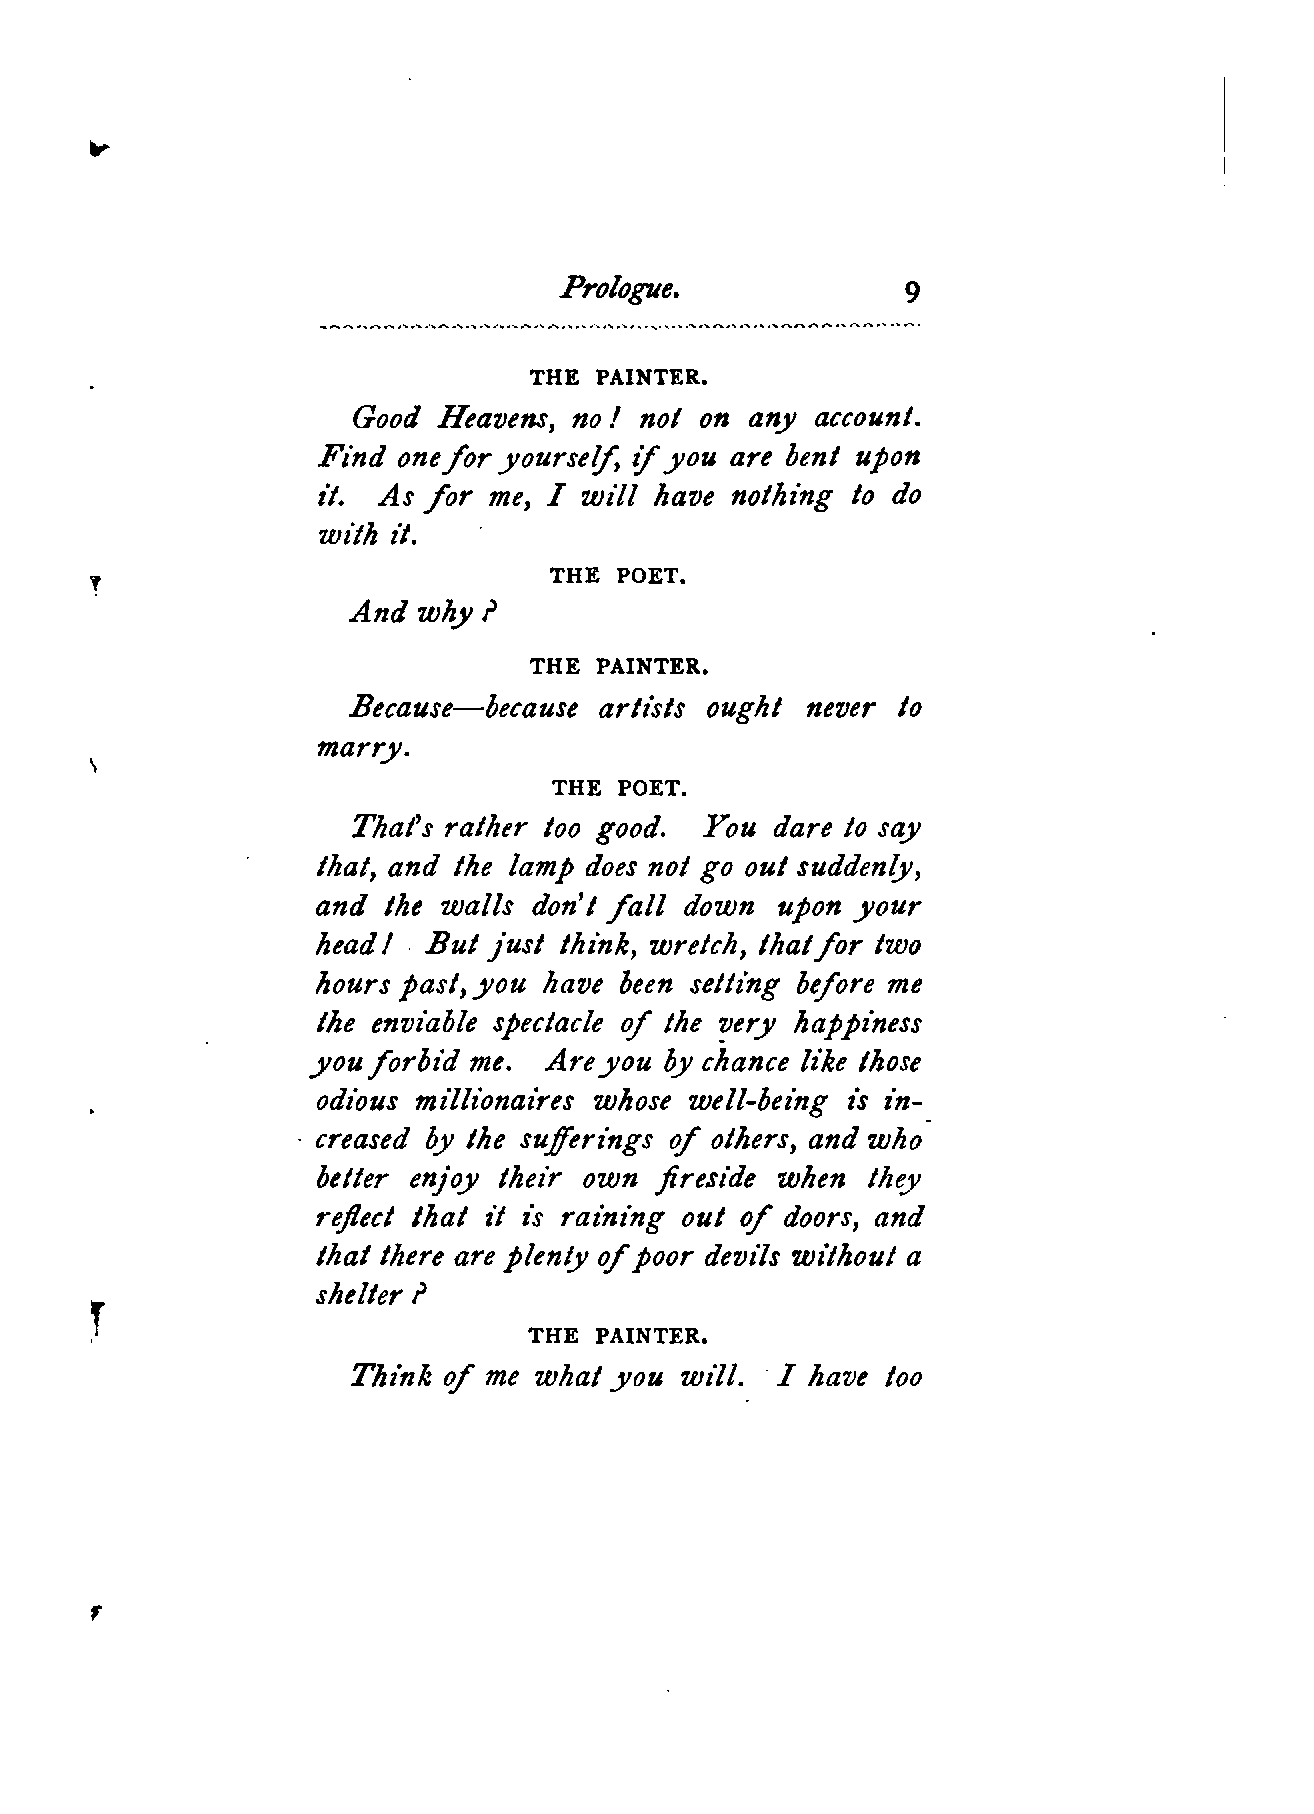 Prologue. 9
THE PAINTER.
Good Heavens, no! not on any account.
Find one for yourself, if you are bent upon
it. As for me, I will have nothing to do
with it.
THE POET.
And why?
THE PAINTER.
Because—because artists ought never to
marry.
THE POET.
That's rather too good. You dare to say
that, and the lamp does not go out suddenly,
and the walls don't fall down upon your
head! But just think, wretch, that for two
hours past, you have been setting before me
the enviable spectacle of the very happiness
you forbid me. Are you by chance like those
odious millionaires whose well-being is in-
creased by the sufferings of others, and who
better enjoy their own fireside when they
reflect that it is raining out of doors, and
that there are plenty of poor devils without a
shelter?
THE PAINTER.
Think of me what you will. I have too